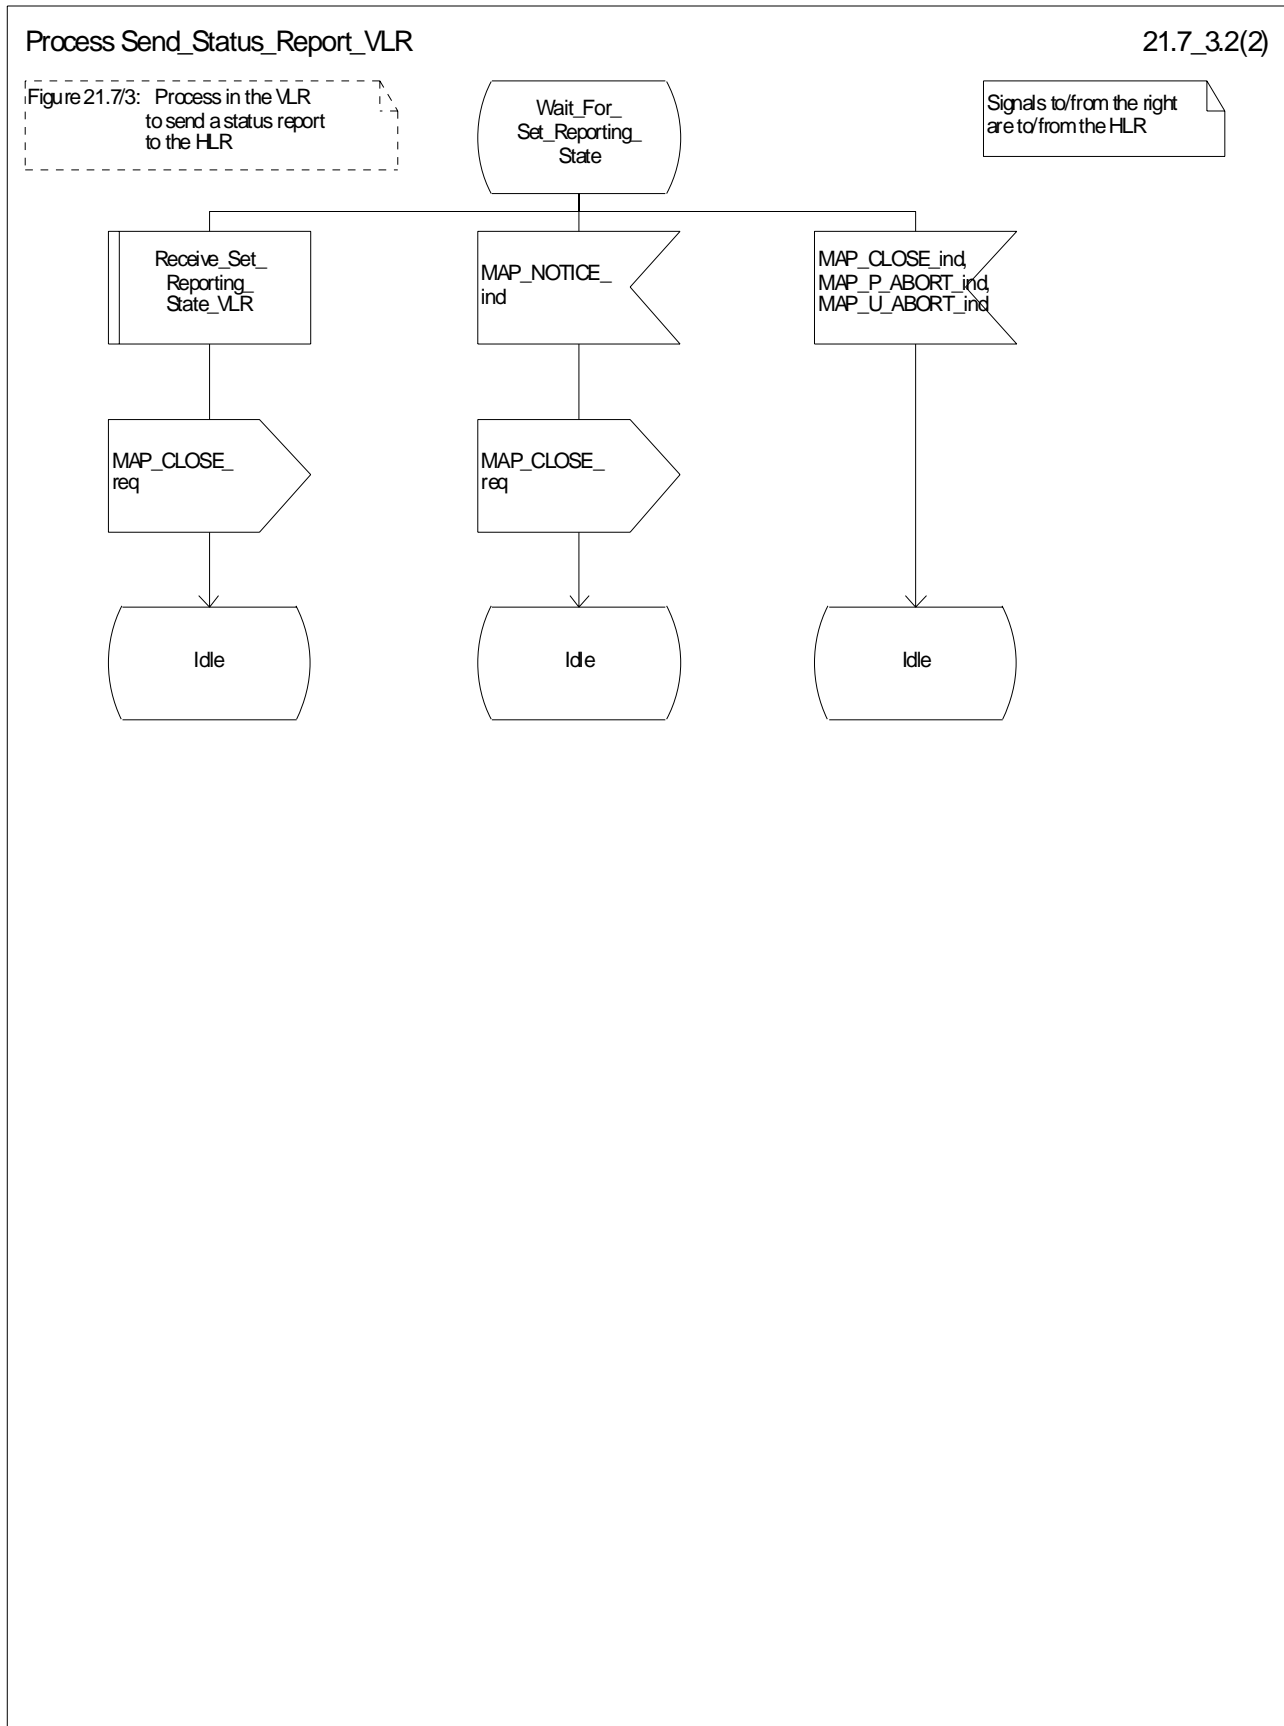 Process Send_Status_Report_VLR
21.7_3.2(2)
Figure 21.7/3: Process in the VLR
to send a status report
to the HLR
Wait_For_
Set_Reporting_
State
Signals to/from the right
are to/from the HLR
Receive_Set_
Reporting_
State_VLR
MAP_NOTICE_
ind
MAP_CLOSE_ind,
MAP_P_ABORT_ind,
MAP_U_ABORT_ind
MAP_CLOSE_
req
MAP_CLOSE_
req
Idle
Idle
Idle